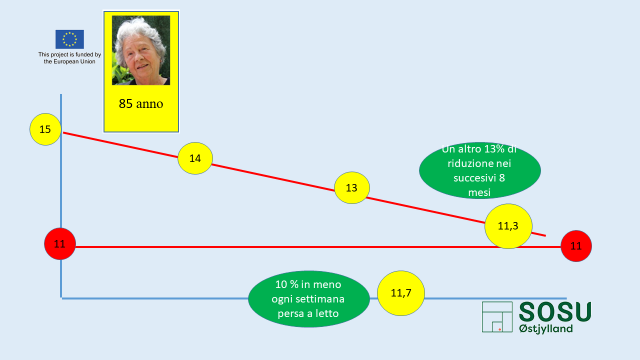 This project is funded by
the European Union
85 anno
15
14
13
Un altro 13% di
riduzione nei
succesivi 8
mesi
11,3
11
11
10 % in meno
ogni settimana
persa a letto
11,7
SOSU
Østjylland